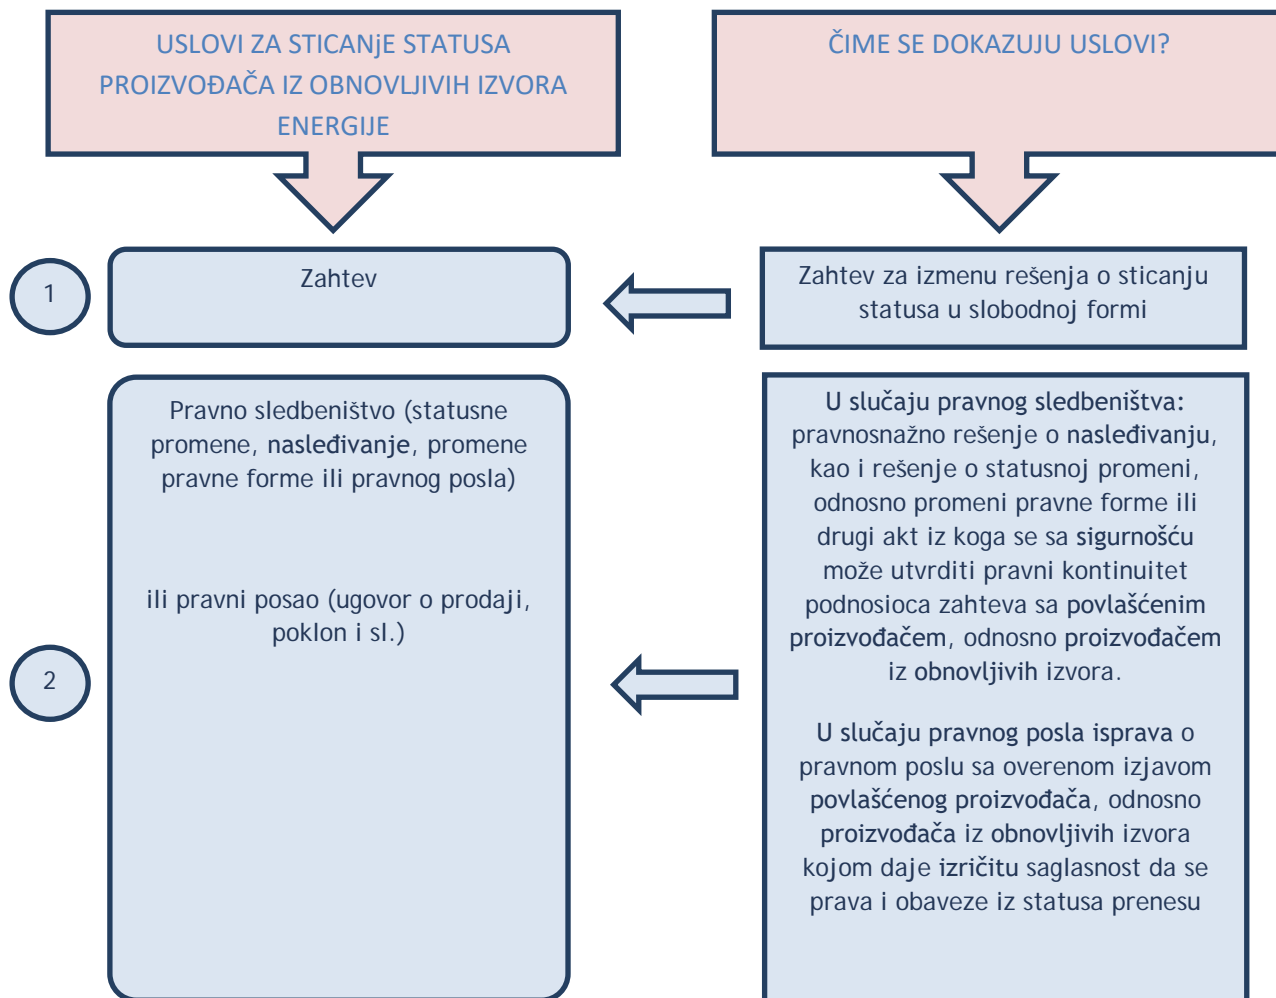 USLOVI ZA STICANjE STATUSA
PROIZVOĐAČA IZ OBNOVLJIVIH IZVORA
ENERGIJE
ČIME SE DOKAZUJU USLOVI?
1
Zahtev
Zahtev za izmenu rešenja o sticanju
statusa u slobodnoj formi
2
Pravno sledbeništvo (statusne
promene, nasleđivanje, promene
pravne forme ili pravnog posla)
ili pravni posao (ugovor o prodaji,
poklon i sl.)
U slučaju pravnog sledbeništva:
pravnosnažno rešenje o nasleđivanju,
kao i rešenje o statusnoj promeni,
odnosno promeni pravne forme ili
drugi akt iz koga se sa sigurnošću
može utvrditi pravni kontinuitet
podnosioca zahteva sa povlašćenim
proizvođačem, odnosno proizvođačem
iz obnovljivih izvora.
U slučaju pravnog posla isprava o
pravnom poslu sa overenom izjavom
povlašćenog proizvođača, odnosno
proizvođača iz obnovljivih izvora
kojom daje izričitu saglasnost da se
prava i obaveze iz statusa prenesu